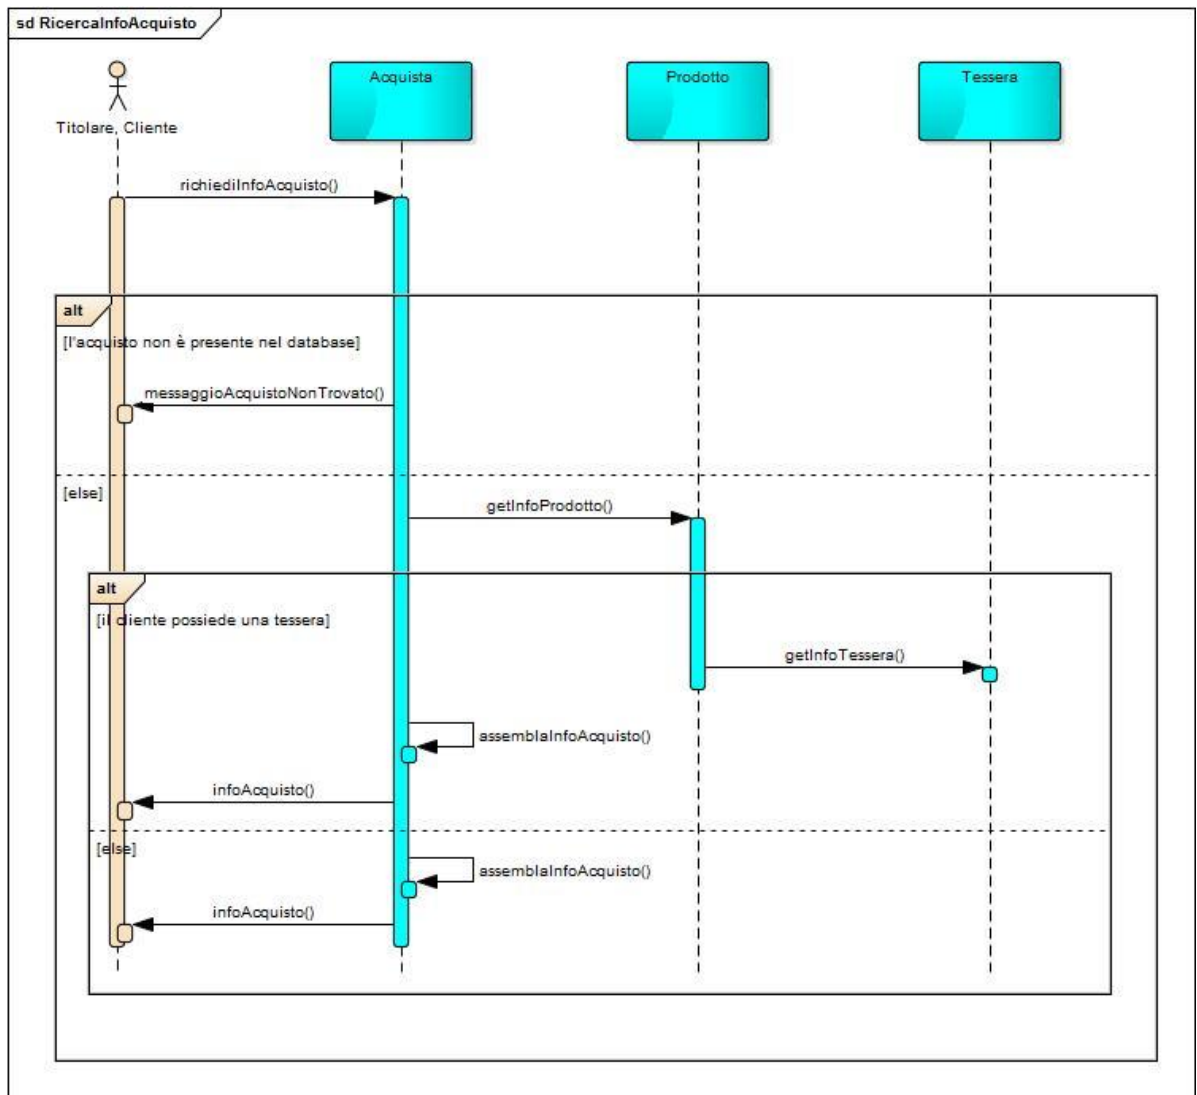 sd RicercaInfoAcquisto
Titolare, Cliente
Acquista
Prodotto
Tessera
richiediInfoAcquisto()
alt
[l'acquisto non è presente nel database]
messaggioAcquistoNonTrovato()
[else]
getInfoProdotto()
alt
[il cliente possiede una tessera]
getInfoTessera()
assemblaInfoAcquisto()
infoAcquisto()
[else]
assemblaInfoAcquisto()
infoAcquisto()